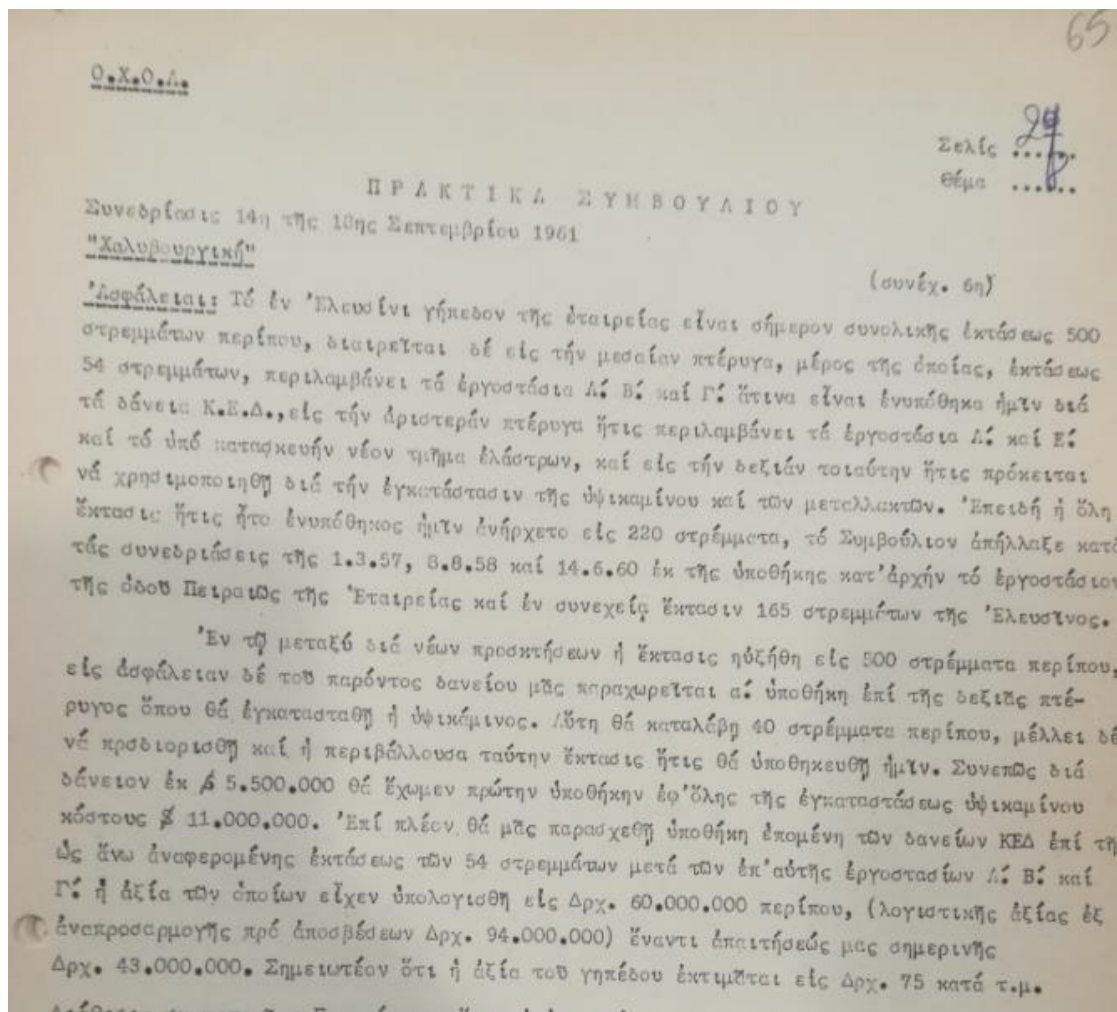 65
Ο.Χ.Ο.Α.
Σελίς ......
Θέμα ......
ΠΡΑΚΤΙΚΑ ΣΥΜΒΟΥΛΙΟΥ
Συνεδρίασις 14η της 18ης Σεπτεμβρίου 1961
"Χαλυβουργική"
(συνέχ. 6η)
'Ασφάλειαι: Τό ἐν 'Ελευσίνι γήπεδον τῆς ἑταιρείας εἶναι σήμερον συνολικῆς ἐκτάσεως 500
στρεμμάτων περίπου, διαιρεῖται δέ εἰς τήν μεσαίαν πτέρυγα, μέρος τῆς ὁποίας, ἐκτάσεως
54 στρεμμάτων, περιλαμβάνει τά ἐργοστάσια Α΄ Β΄ καί Γ΄ ἅτινα εἶναι ἐνυπόθηκα ἡμῖν διά
τά δάνεια Κ.Ε.Δ., εἰς τήν ἀριστεράν πτέρυγα ἥτις περιλαμβάνει τά ἐργοστάσια Δ΄ καί Ε΄
καί τό ὑπό κατασκευήν νέον τμῆμα ἐλάστρων, καί εἰς τήν δεξιάν τοιαύτην ἥτις πρόκειται
νά χρησιμοποιηθῇ διά τήν ἐγκατάστασιν τῆς ὑψικαμίνου καί τῶν μεταλλακτῶν. 'Επειδή ἡ ὅλη
ἔκτασις ἥτις ἦτο ἐνυπόθηκος ἡμῖν ἀνήρχετο εἰς 220 στρέμματα, τό Συμβούλιον ἀπήλλαξε κατά
τάς συνεδριάσεις τῆς 1.3.57, 8.8.58 καί 14.6.60 ἐκ τῆς ὑποθήκης κατ'ἀρχήν τό ἐργοστάσιον
τῆς ὁδοῦ Πειραιῶς τῆς 'Εταιρείας καί ἐν συνεχείᾳ ἔκτασιν 165 στρεμμάτων τῆς 'Ελευσῖνος.
'Εν τῷ μεταξύ διά νέων προσκτήσεων ἡ ἔκτασις ηὐξήθη εἰς 500 στρέμματα περίπου,
εἰς ἀσφάλειαν δέ τοῦ παρόντος δανείου μᾶς παραχωρεῖται α΄ ὑποθήκη ἐπί τῆς δεξιᾶς πτέ-
ρυγος ὅπου θά ἐγκατασταθῇ ἡ ὑψικάμινος. Αὕτη θά καταλάβῃ 40 στρέμματα περίπου, μέλλει δέ
νά προσδιορισθῇ καί ἡ περιβάλλουσα ταύτην ἔκτασις ἥτις θά ὑποθηκευθῇ ἡμῖν. Συνεπῶς διά
δάνειον ἐκ $ 5.500.000 θά ἔχωμεν πρώτην ὑποθήκην ἐφ'ὅλης τῆς ἐγκαταστάσεως ὑψικαμίνου
κόστους $ 11.000.000. 'Επί πλέον θά μᾶς παρασχεθῇ ὑποθήκη ἑπομένη τῶν δανείων ΚΕΔ ἐπί τῆς
ὡς ἄνω ἀναφερομένης ἐκτάσεως τῶν 54 στρεμμάτων μετά τῶν ἐπ'αὐτῆς ἐργοστασίων Α΄ Β΄ καί
Γ΄ ἡ ἀξία τῶν ὁποίων εἶχεν ὑπολογισθῆ εἰς Δρχ. 60.000.000 περίπου, (λογιστικῆς ἀξίας ἐξ
ἀναπροσαρμογῆς πρό ἀποσβέσεων Δρχ. 94.000.000) ἔναντι ἀπαιτήσεώς μας σημερινῆς
Δρχ. 43.000.000. Σημειωτέον ὅτι ἡ ἀξία τοῦ γηπέδου ἐκτιμᾶται εἰς Δρχ. 75 κατά τ.μ.